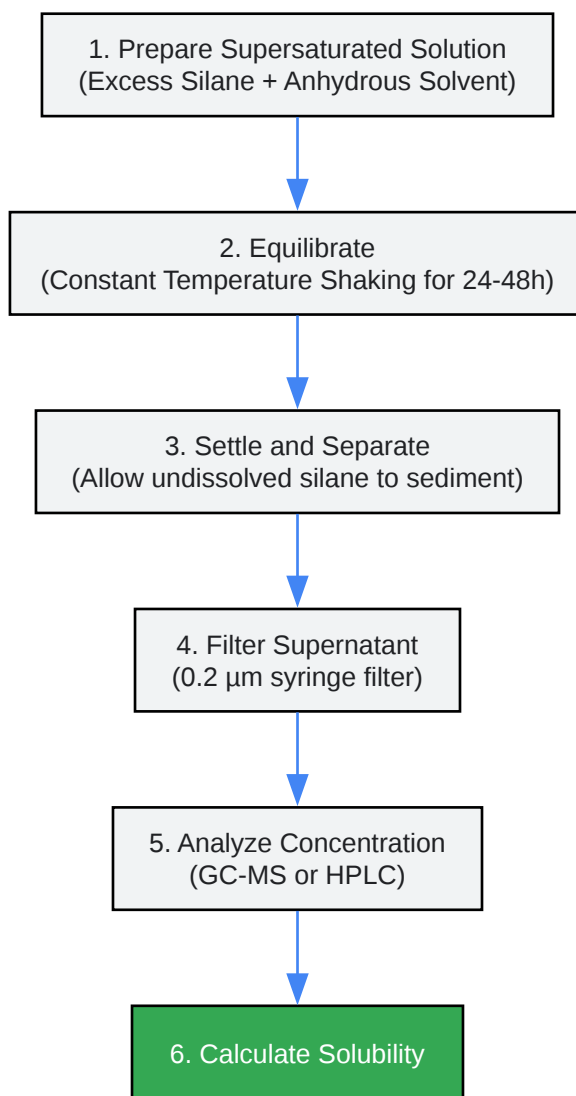 1. Prepare Supersaturated Solution
(Excess Silane + Anhydrous Solvent)
2. Equilibrate
(Constant Temperature Shaking for 24-48h)
3. Settle and Separate
(Allow undissolved silane to sediment)
4. Filter Supernatant
(0.2 µm syringe filter)
5. Analyze Concentration
(GC-MS or HPLC)
6. Calculate Solubility